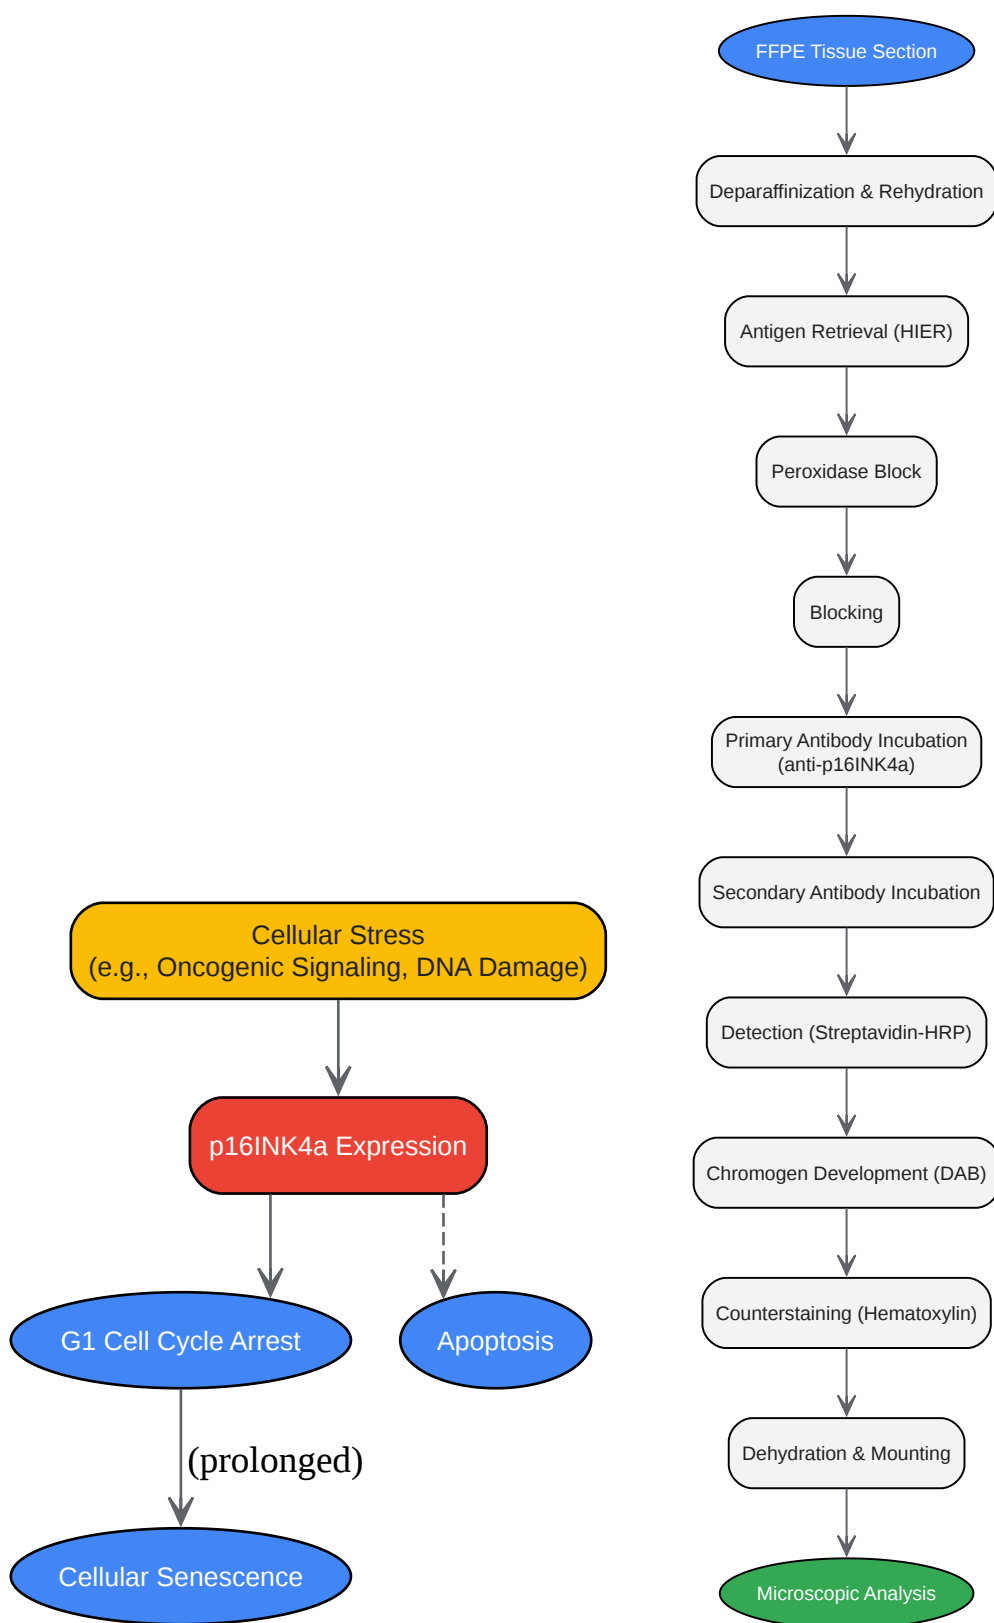 FFPE Tissue Section
Deparaffinization & Rehydration
Antigen Retrieval (HIER)
Peroxidase Block
Blocking
Primary Antibody Incubation
(anti-p16INK4a)
Secondary Antibody Incubation
Detection (Streptavidin-HRP)
Chromogen Development (DAB)
Counterstaining (Hematoxylin)
Dehydration & Mounting
Microscopic Analysis
Cellular Stress
(e.g., Oncogenic Signaling, DNA Damage)
p16INK4a Expression
G1 Cell Cycle Arrest
Apoptosis
(prolonged)
Cellular Senescence